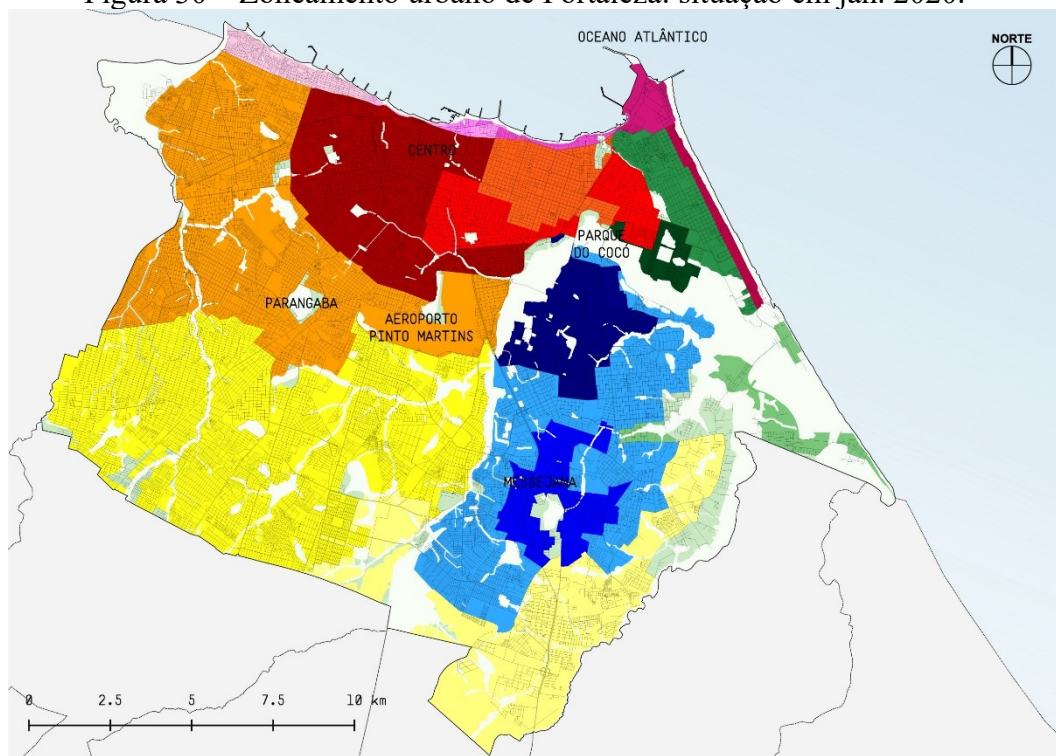 Figura 30 – Zoneamento urbano de Fortaleza: situação em jan. 2020.
OCEANO ATLÂNTICO
NORTE
CENTRO
PARQUE
DO COCÓ
PARANGABA
AEROPORTO
PINTO MARTINS
MESSEJANA
0 2.5 5 7.5 10 km